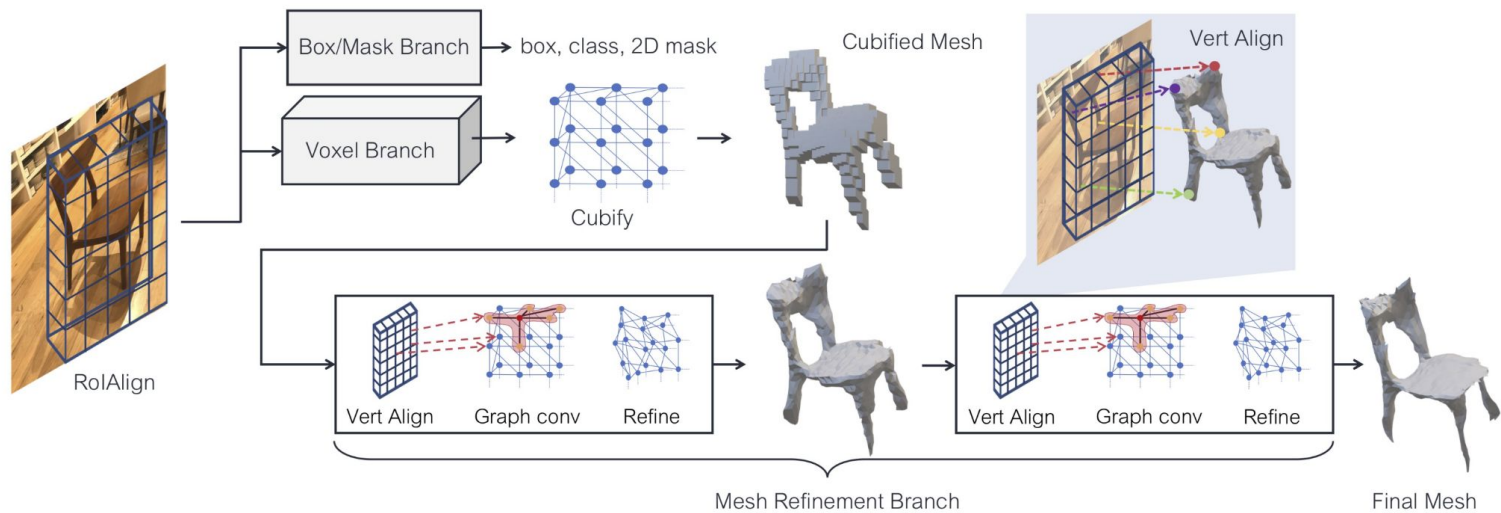 Box/Mask Branch
box, class, 2D mask
Cubified Mesh
Vert Align
Voxel Branch
Cubify
RoIAlign
Vert Align
Graph conv
Refine
Vert Align
Graph conv
Refine
Mesh Refinement Branch
Final Mesh